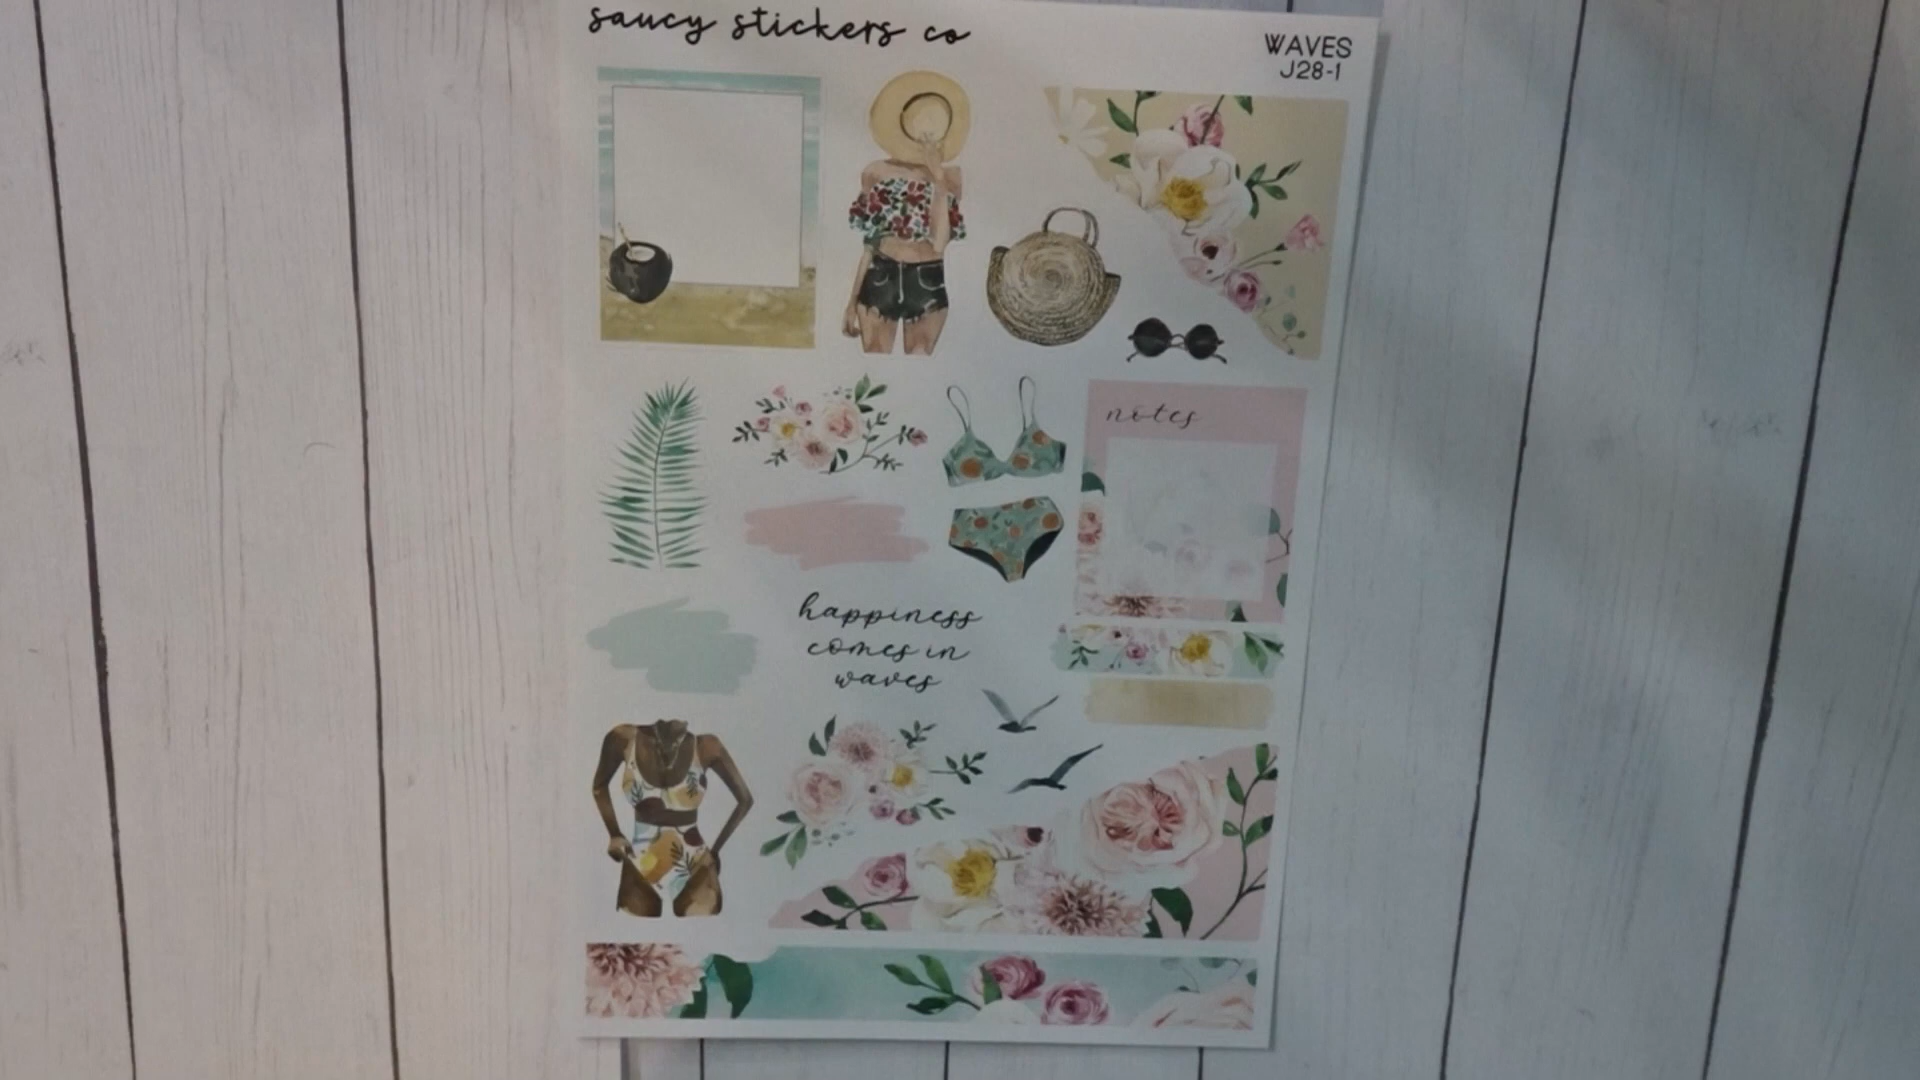 saucy stickers co
WAVES
J28-1
notes
happiness
comes in
waves